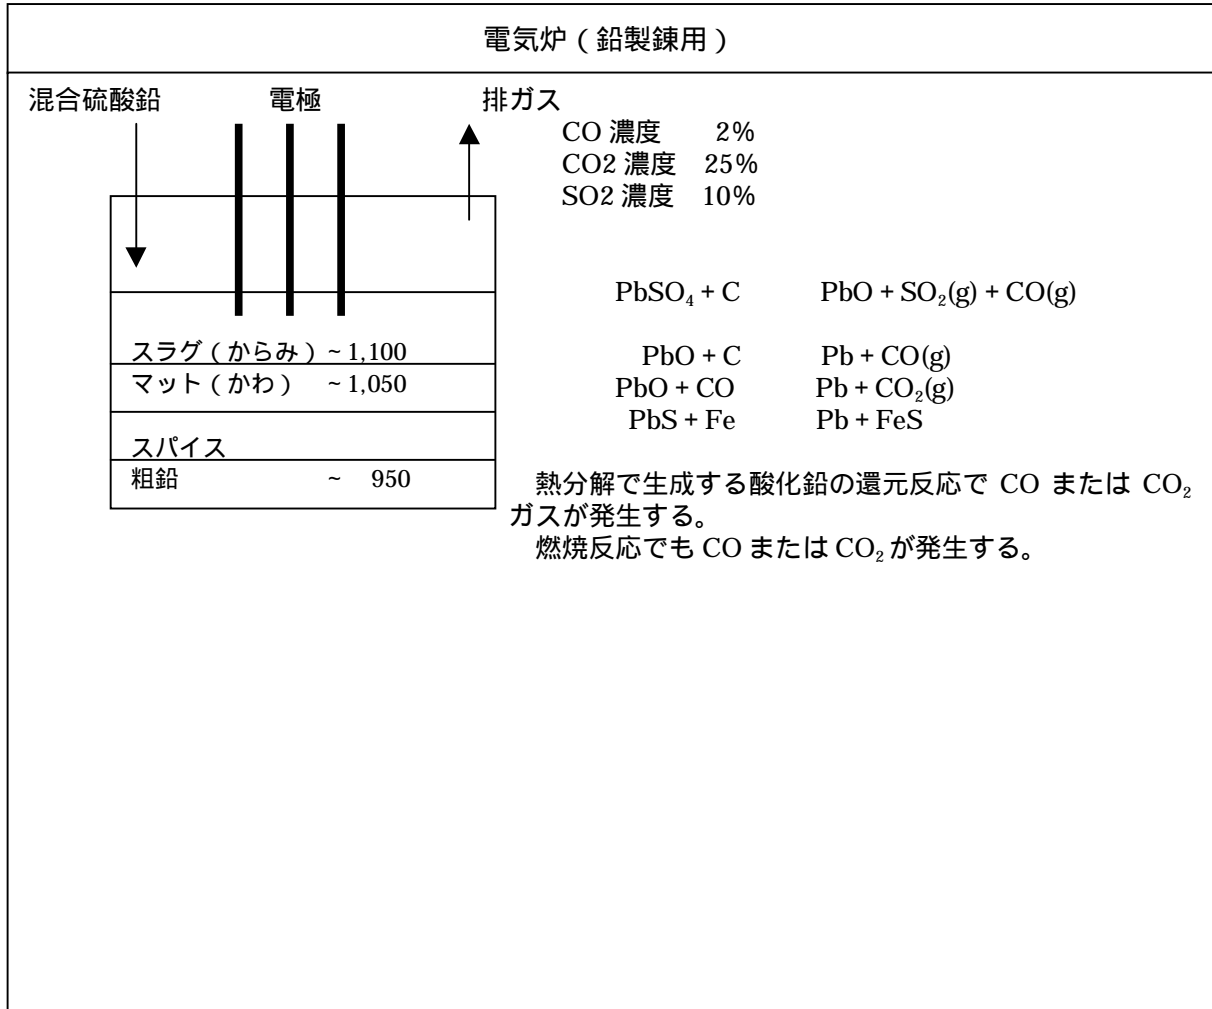 電気炉（鉛製錬用）
混合硫酸鉛 電極 排ガス
CO 濃度 2%
CO2 濃度 25%
SO2 濃度 10%
PbSO₄ + C PbO + SO₂(g) + CO(g)
スラグ（からみ）~ 1,100
PbO + C Pb + CO(g)
マット（かわ） ~ 1,050
PbO + CO Pb + CO₂(g)
PbS + Fe Pb + FeS
スパイス
粗鉛 ~ 950
熱分解で生成する酸化鉛の還元反応で CO または CO₂
ガスが発生する。
燃焼反応でも CO または CO₂ が発生する。